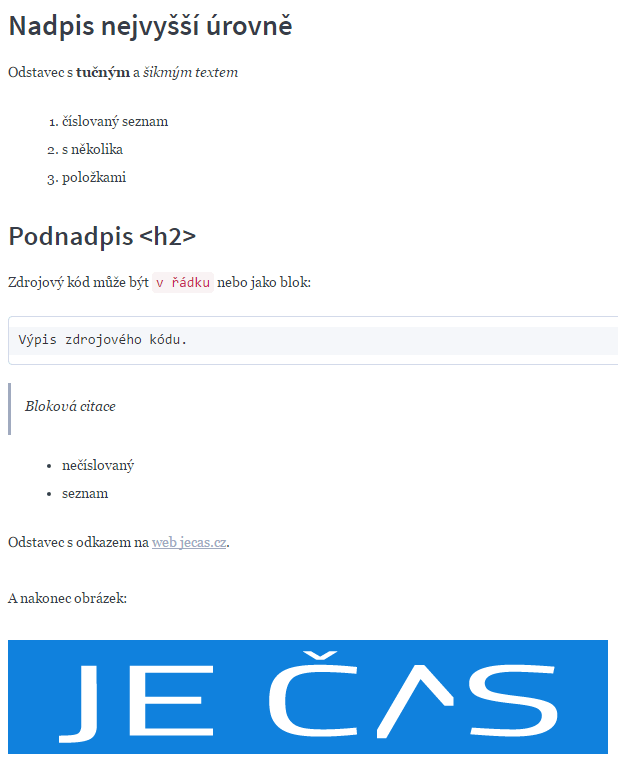 Nadpis nejvyšší úrovně
Odstavec s tučným a šikmým textem
1. číslovaný seznam
2. s několika
3. položkami
Podnadpis <h2>
Zdrojový kód může být v řádku nebo jako blok:
Výpis zdrojového kódu.
Bloková citace
• nečíslovaný
• seznam
Odstavec s odkazem na web jecas.cz.
A nakonec obrázek:
JE ČAS